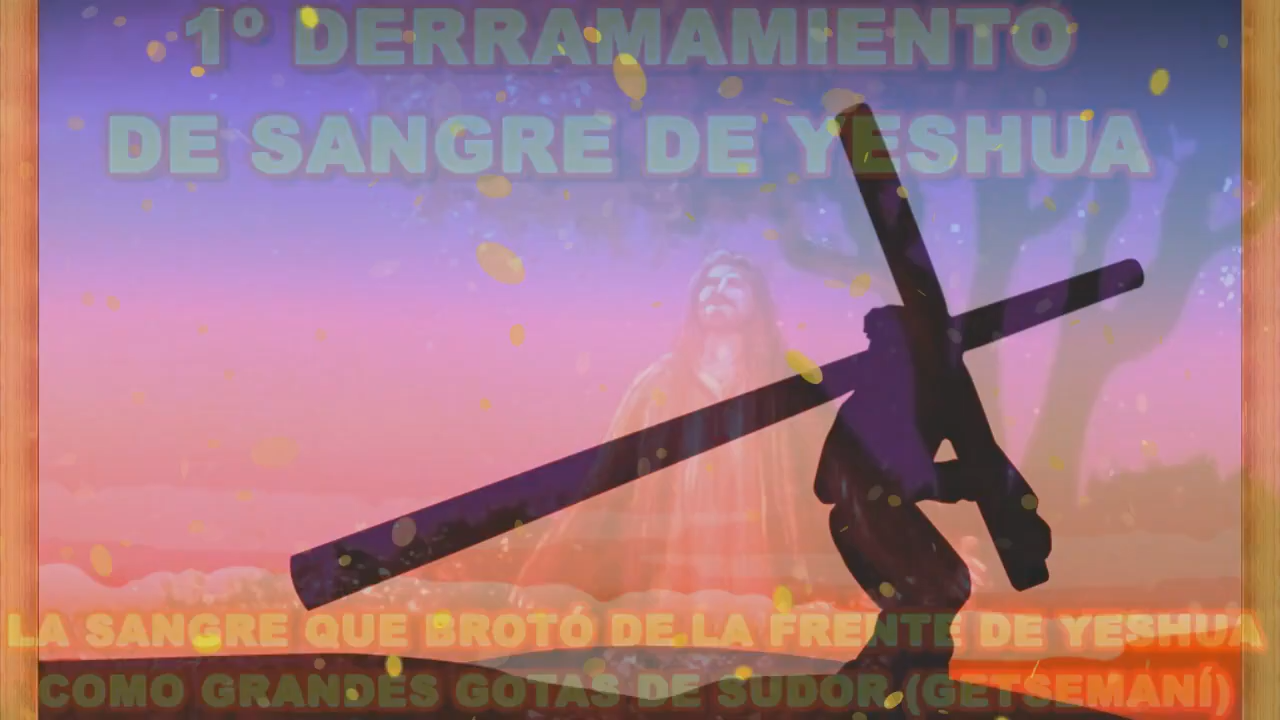 1º DERRAMAMIENTO
DE SANGRE DE YESHUA
LA SANGRE QUE BROTÓ DE LA FRENTE DE YESHUA
COMO GRANDES GOTAS DE SUDOR (GETSEMANÍ)